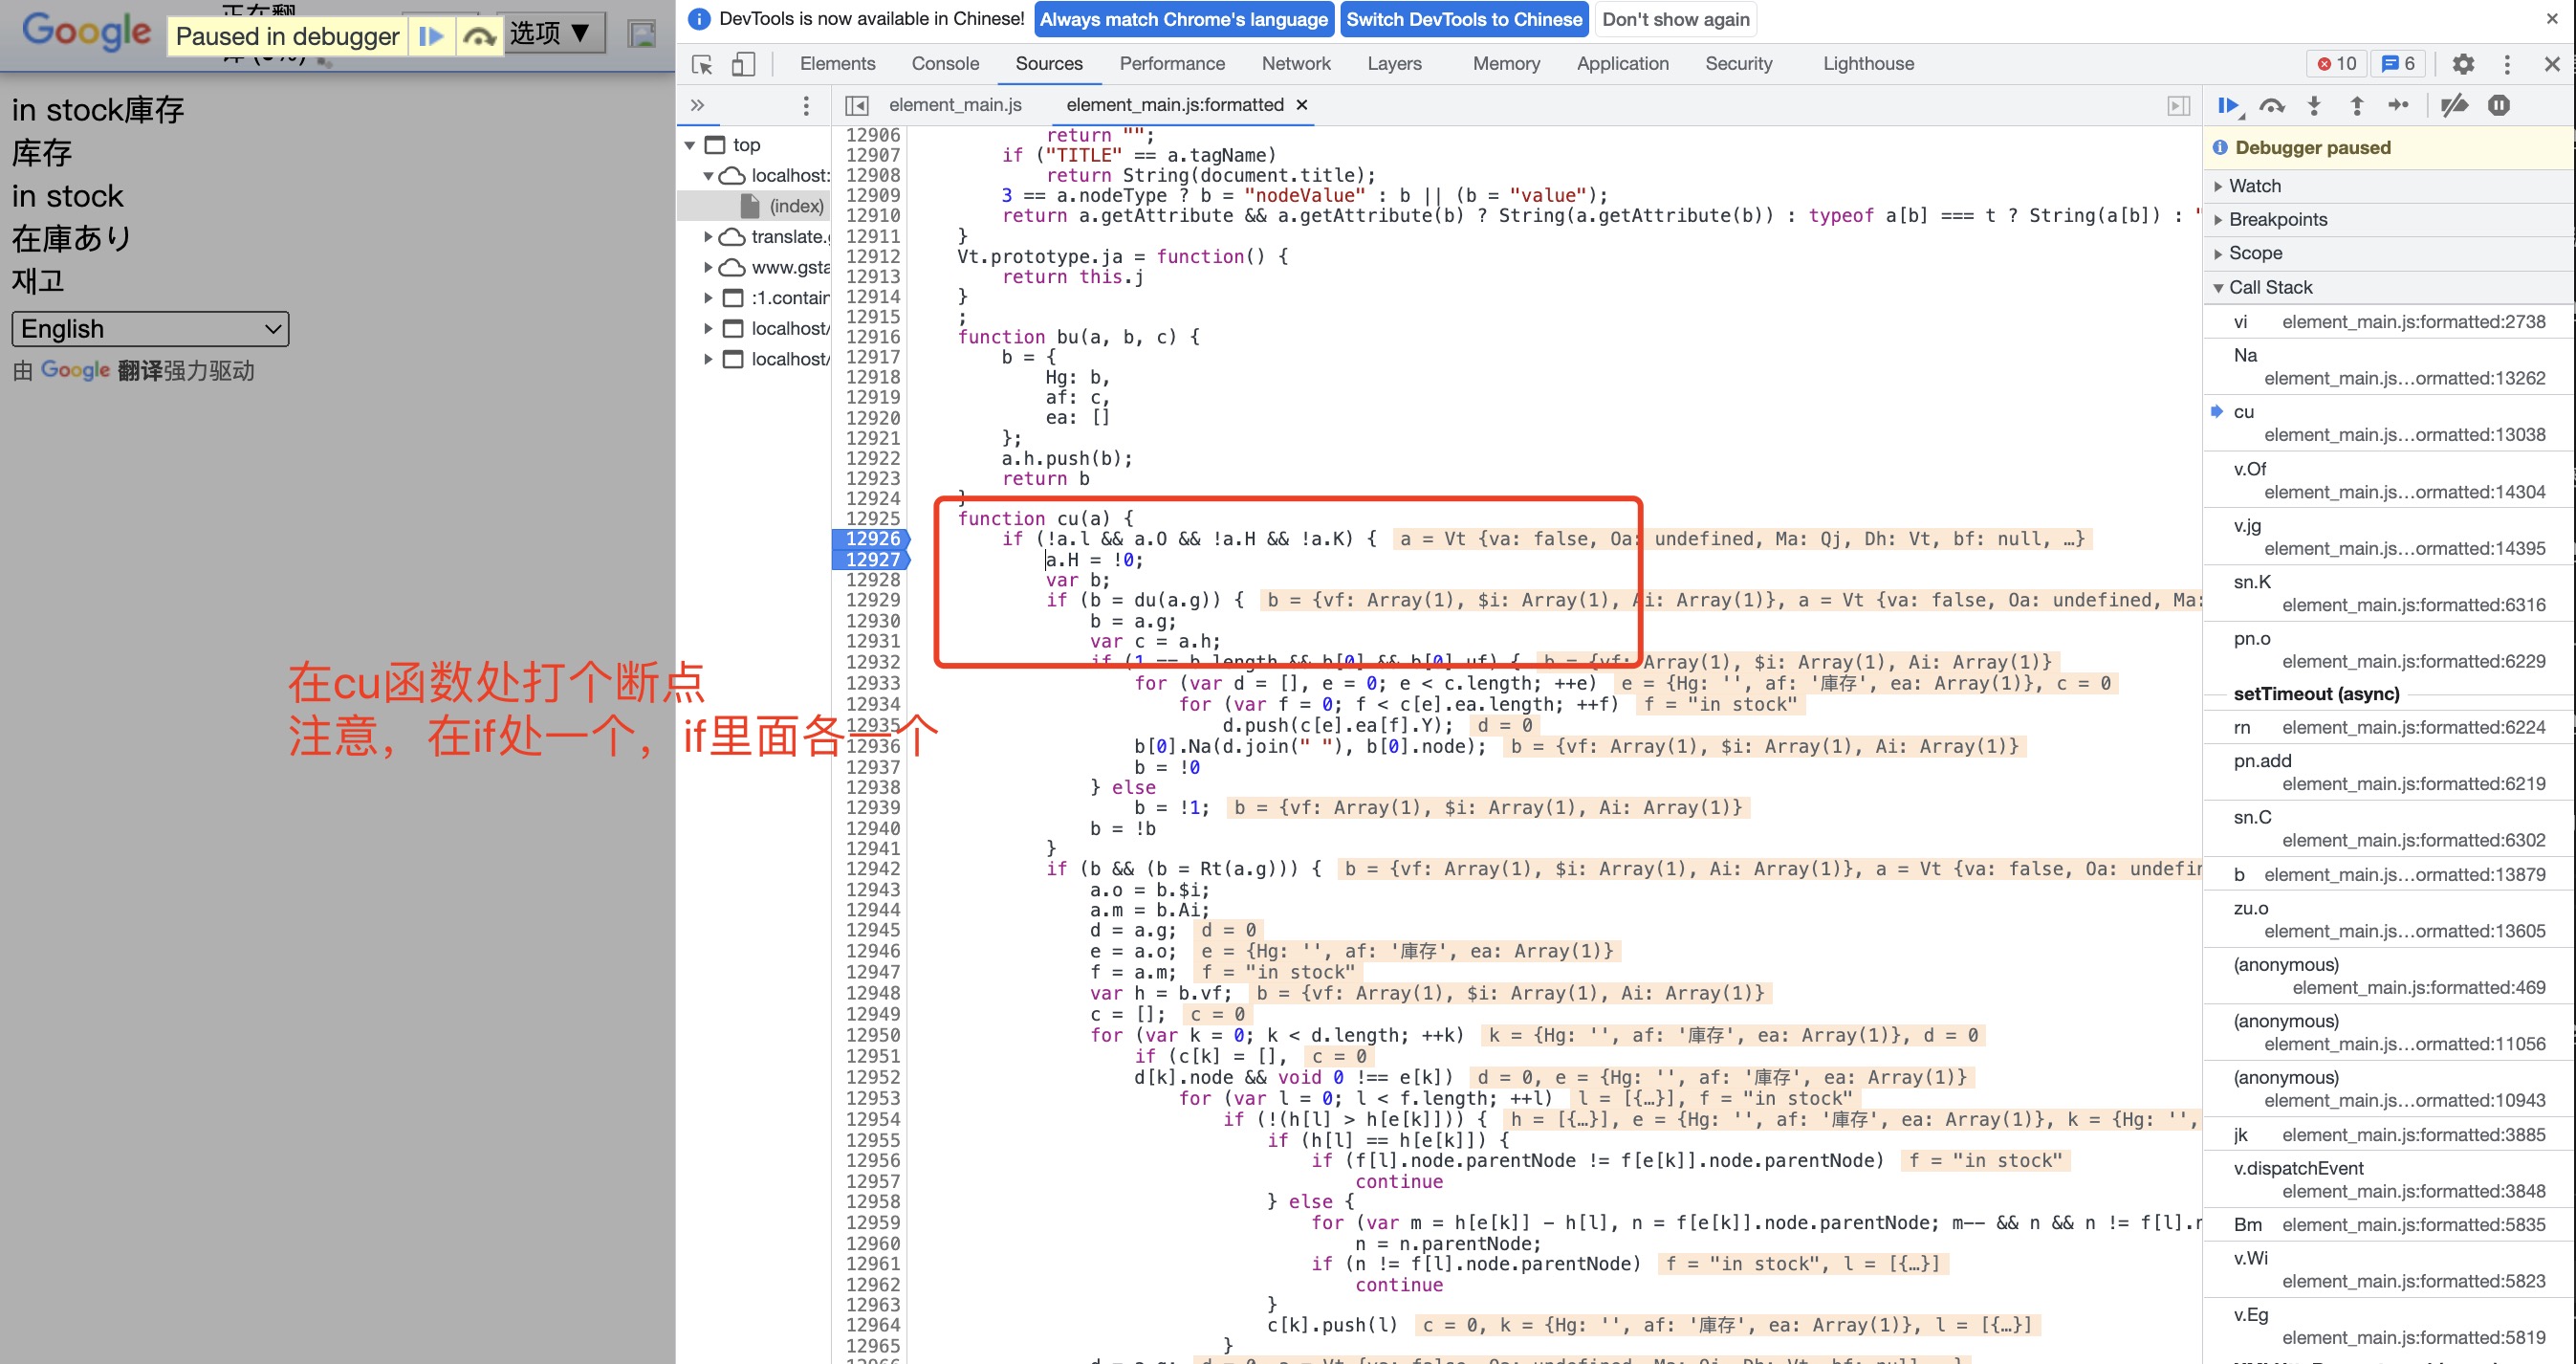 Google
Paused in debugger
选项 ▼
in stock庫存
库存
in stock
在庫あり
재고
English
由 Google 翻译强力驱动
在cu函数处打个断点
注意，在if处一个，if里面各一个
DevTools is now available in Chinese! Always match Chrome's language Switch DevTools to Chinese Don't show again
Elements Console Sources Performance Network Layers Memory Application Security Lighthouse 10 6
element_main.js element_main.js:formatted
top
localhost:
(index)
translate.
www.gsta
:1.contain
localhost/
localhost/
12906 return "";
12907 if ("TITLE" == a.tagName)
12908 return String(document.title);
12909 3 == a.nodeType ? b = "nodeValue" : b || (b = "value");
12910 return a.getAttribute && a.getAttribute(b) ? String(a.getAttribute(b)) : typeof a[b] === t ? String(a[b]) : "
12911 }
12912 Vt.prototype.ja = function() {
12913 return this.j
12914 }
12915 ;
12916 function bu(a, b, c) {
12917 b = {
12918 Hg: b,
12919 af: c,
12920 ea: []
12921 };
12922 a.h.push(b);
12923 return b
12924 }
12925 function cu(a) {
12926 if (!a.l && a.O && !a.H && !a.K) { a = Vt {va: false, Oa: undefined, Ma: Qj, Dh: Vt, bf: null, …}
12927 a.H = !0;
12928 var b;
12929 if (b = du(a.g)) { b = {vf: Array(1), $i: Array(1), Ai: Array(1)}, a = Vt {va: false, Oa: undefined, Ma:
12930 b = a.g;
12931 var c = a.h;
12932 if (1 == b.length && b[0] && b[0].uf) { b = {vf: Array(1), $i: Array(1), Ai: Array(1)}
12933 for (var d = [], e = 0; e < c.length; ++e) e = {Hg: '', af: '庫存', ea: Array(1)}, c = 0
12934 for (var f = 0; f < c[e].ea.length; ++f) f = "in stock"
12935 d.push(c[e].ea[f].Y); d = 0
12936 b[0].Na(d.join(" "), b[0].node); b = {vf: Array(1), $i: Array(1), Ai: Array(1)}
12937 b = !0
12938 } else
12939 b = !1; b = {vf: Array(1), $i: Array(1), Ai: Array(1)}
12940 b = !b
12941 }
12942 if (b && (b = Rt(a.g))) { b = {vf: Array(1), $i: Array(1), Ai: Array(1)}, a = Vt {va: false, Oa: undefin
12943 a.o = b.$i;
12944 a.m = b.Ai;
12945 d = a.g; d = 0
12946 e = a.o; e = {Hg: '', af: '庫存', ea: Array(1)}
12947 f = a.m; f = "in stock"
12948 var h = b.vf; b = {vf: Array(1), $i: Array(1), Ai: Array(1)}
12949 c = []; c = 0
12950 for (var k = 0; k < d.length; ++k) k = {Hg: '', af: '庫存', ea: Array(1)}, d = 0
12951 if (c[k] = [], c = 0
12952 d[k].node && void 0 !== e[k]) d = 0, e = {Hg: '', af: '庫存', ea: Array(1)}
12953 for (var l = 0; l < f.length; ++l) l = [{…}], f = "in stock"
12954 if (!(h[l] > h[e[k]])) { h = [{…}], e = {Hg: '', af: '庫存', ea: Array(1)}, k = {Hg: '',
12955 if (h[l] == h[e[k]]) {
12956 if (f[l].node.parentNode != f[e[k]].node.parentNode) f = "in stock"
12957 continue
12958 } else {
12959 for (var m = h[e[k]] - h[l], n = f[e[k]].node.parentNode; m-- && n && n != f[l].r
12960 n = n.parentNode;
12961 if (n != f[l].node.parentNode) f = "in stock", l = [{…}]
12962 continue
12963 }
12964 c[k].push(l) c = 0, k = {Hg: '', af: '庫存', ea: Array(1)}, l = [{…}]
12965 }
Debugger paused
Watch
Breakpoints
Scope
Call Stack
vi element_main.js:formatted:2738
Na
element_main.js…ormatted:13262
cu
element_main.js…ormatted:13038
v.Of
element_main.js…ormatted:14304
v.jg
element_main.js…ormatted:14395
sn.K
element_main.js:formatted:6316
pn.o
element_main.js:formatted:6229
setTimeout (async)
rn element_main.js:formatted:6224
pn.add
element_main.js:formatted:6219
sn.C
element_main.js:formatted:6302
b element_main.js…ormatted:13879
zu.o
element_main.js…ormatted:13605
(anonymous)
element_main.js:formatted:469
(anonymous)
element_main.js…ormatted:11056
(anonymous)
element_main.js…ormatted:10943
jk element_main.js:formatted:3885
v.dispatchEvent
element_main.js:formatted:3848
Bm element_main.js:formatted:5835
v.Wi
element_main.js:formatted:5823
v.Eg
element_main.js:formatted:5819